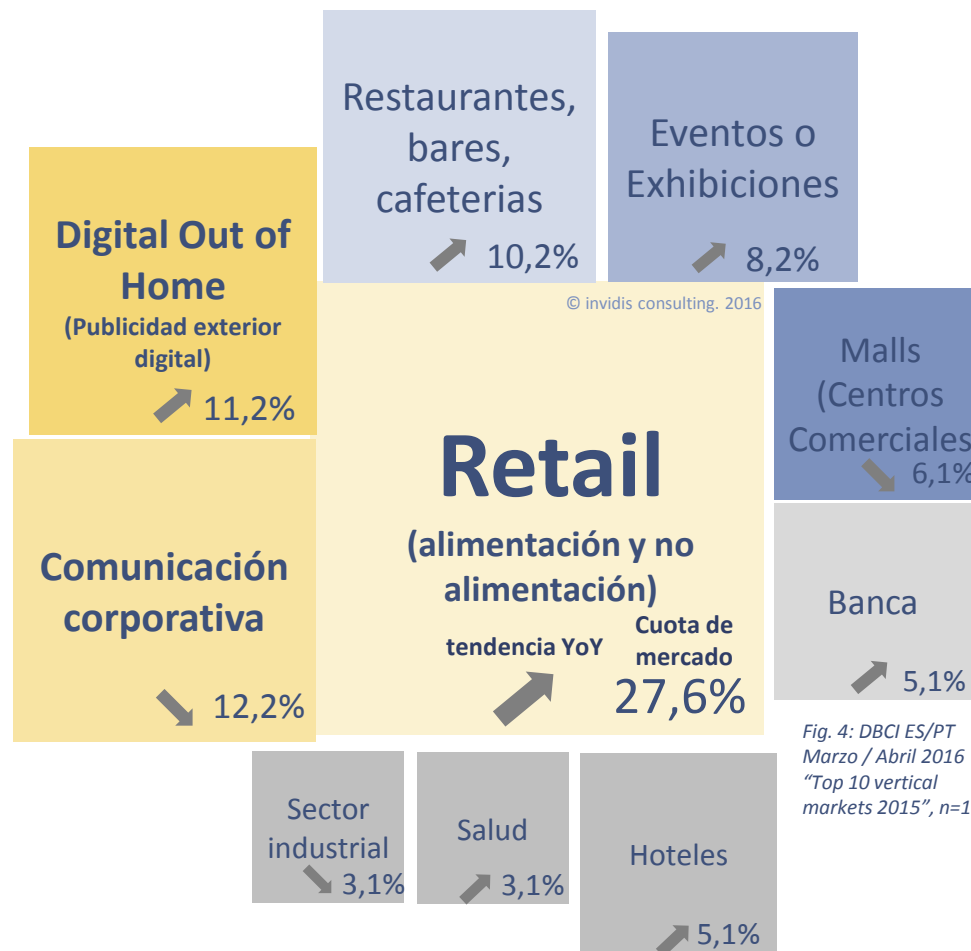 Restaurantes,
bares,
cafeterias
10,2%
Eventos o
Exhibiciones
8,2%
Digital Out of
Home
(Publicidad exterior
digital)
11,2%
© invidis consulting. 2016
Malls
(Centros
Comerciales
6,1%
Retail
(alimentación y no
alimentación)
tendencia YoY
Cuota de
mercado
27,6%
Comunicación
corporativa
12,2%
Banca
5,1%
Fig. 4: DBCI ES/PT
Marzo / Abril 2016
“Top 10 vertical
markets 2015”, n=1
Sector
industrial
3,1%
Salud
3,1%
Hoteles
5,1%